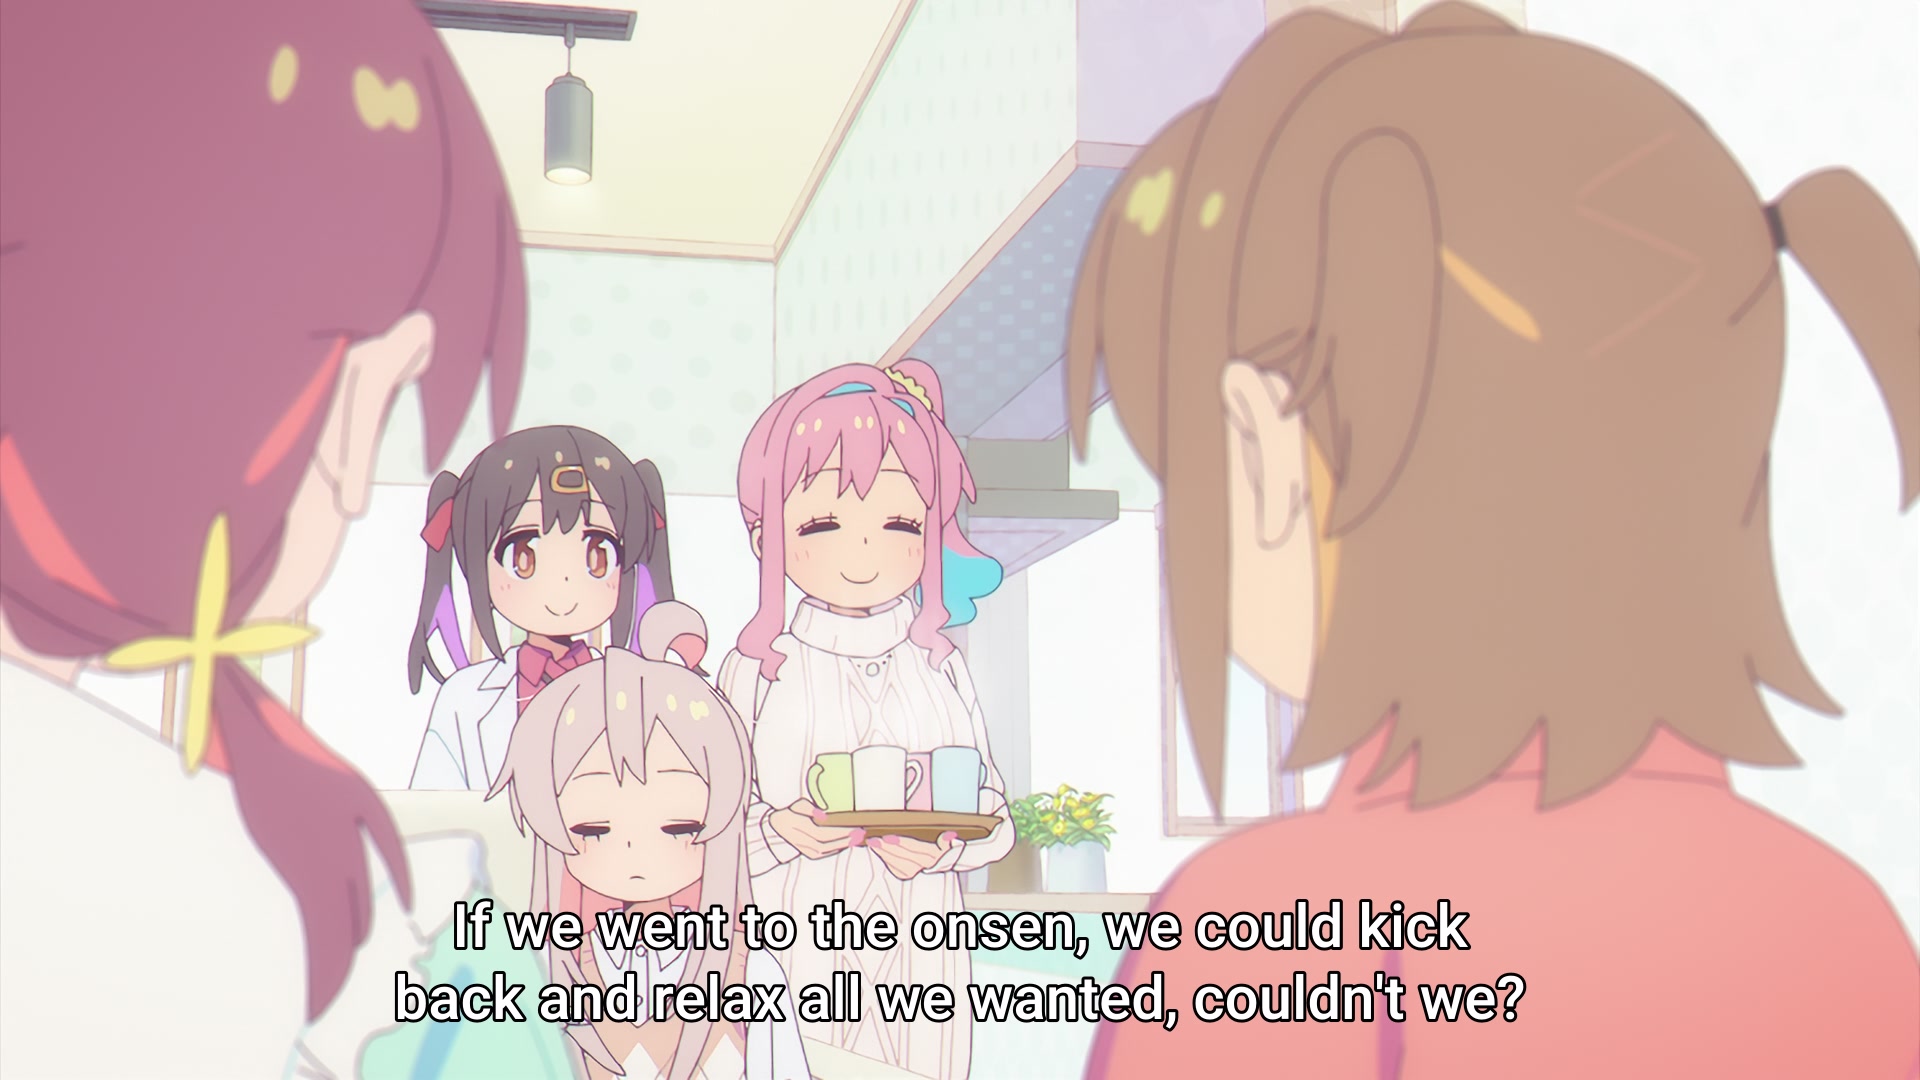 If we went to the onsen, we could kick
back and relax all we wanted, couldn't we?